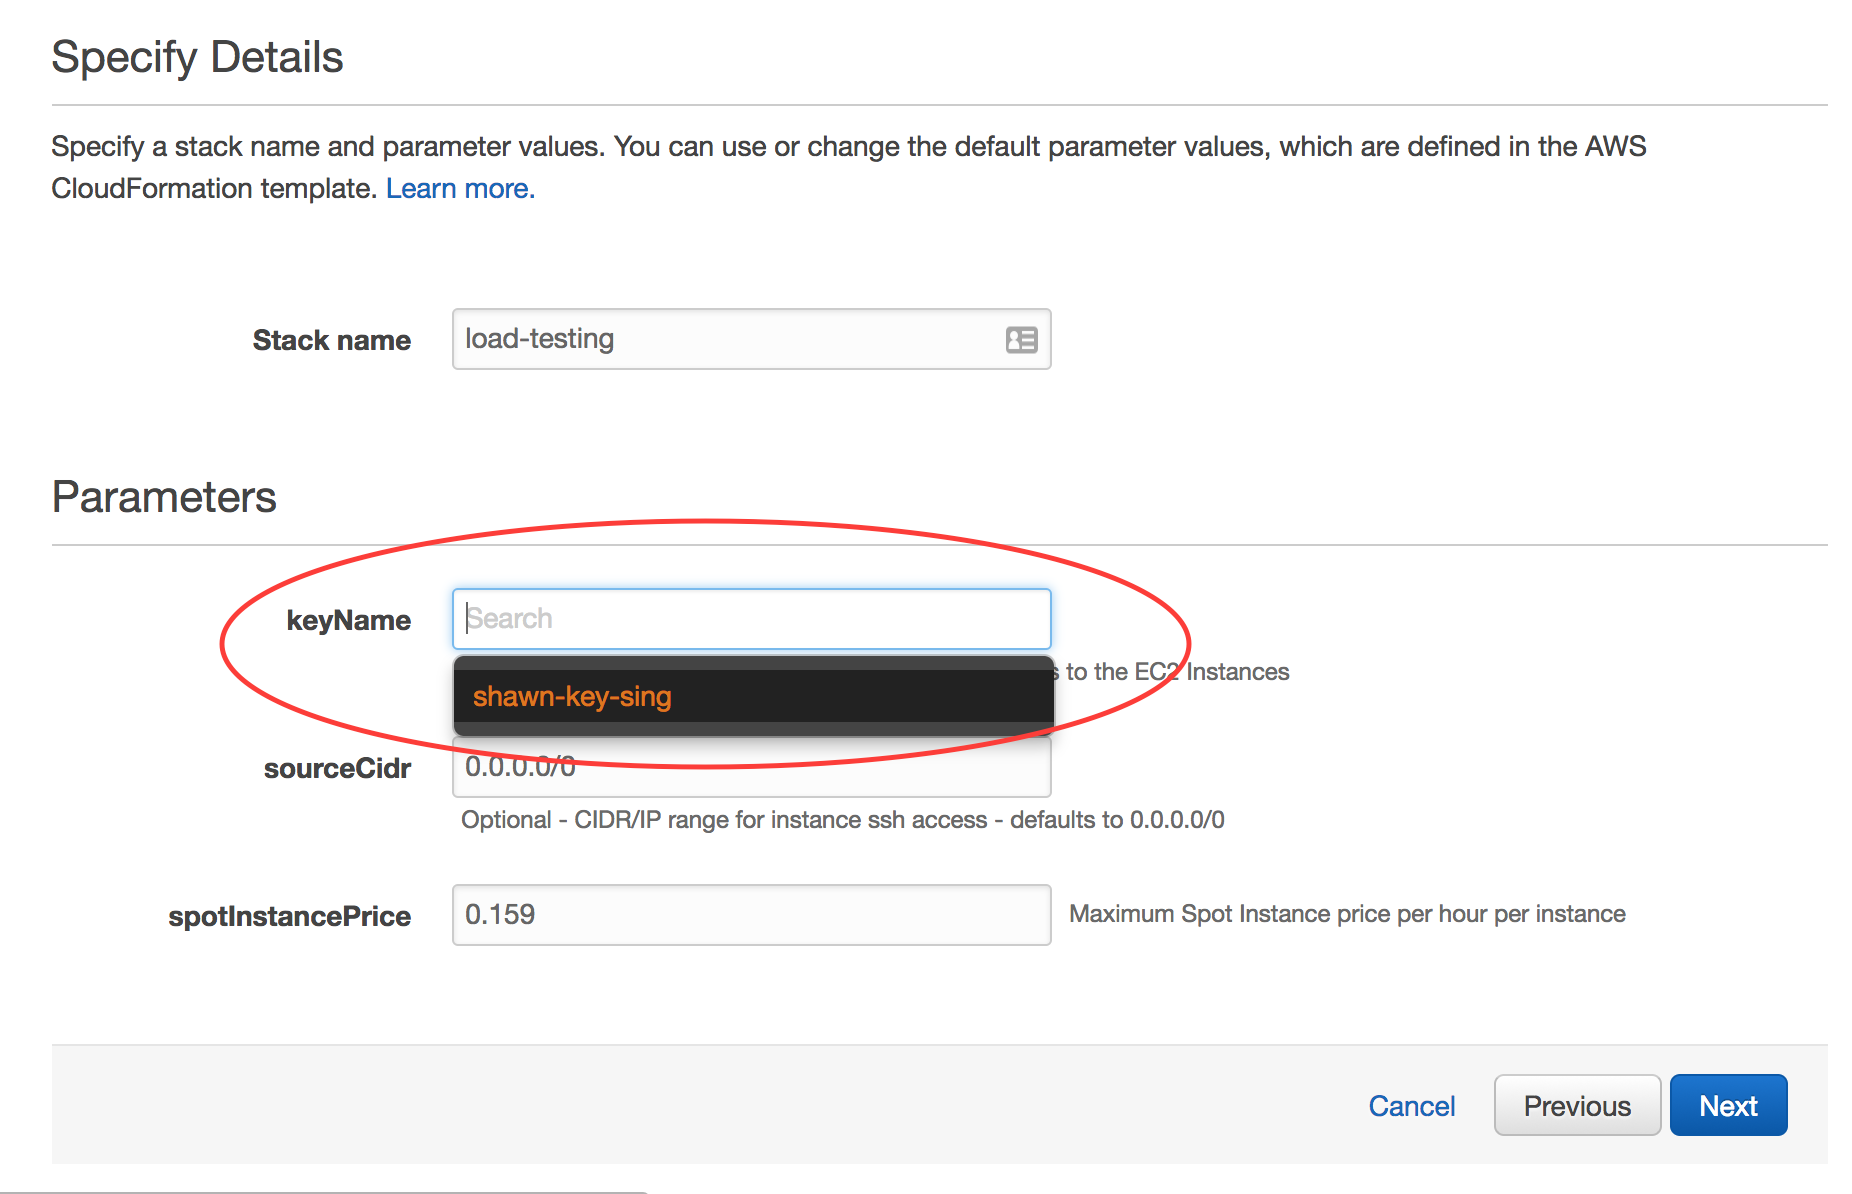 Specify Details
Specify a stack name and parameter values. You can use or change the default parameter values, which are defined in the AWS
CloudFormation template. Learn more.
Stack name
load-testing
Parameters
keyName
Search
to the EC2 Instances
shawn-key-sing
sourceCidr
0.0.0.0/0
Optional - CIDR/IP range for instance ssh access - defaults to 0.0.0.0/0
spotInstancePrice
0.159
Maximum Spot Instance price per hour per instance
Cancel
Previous
Next